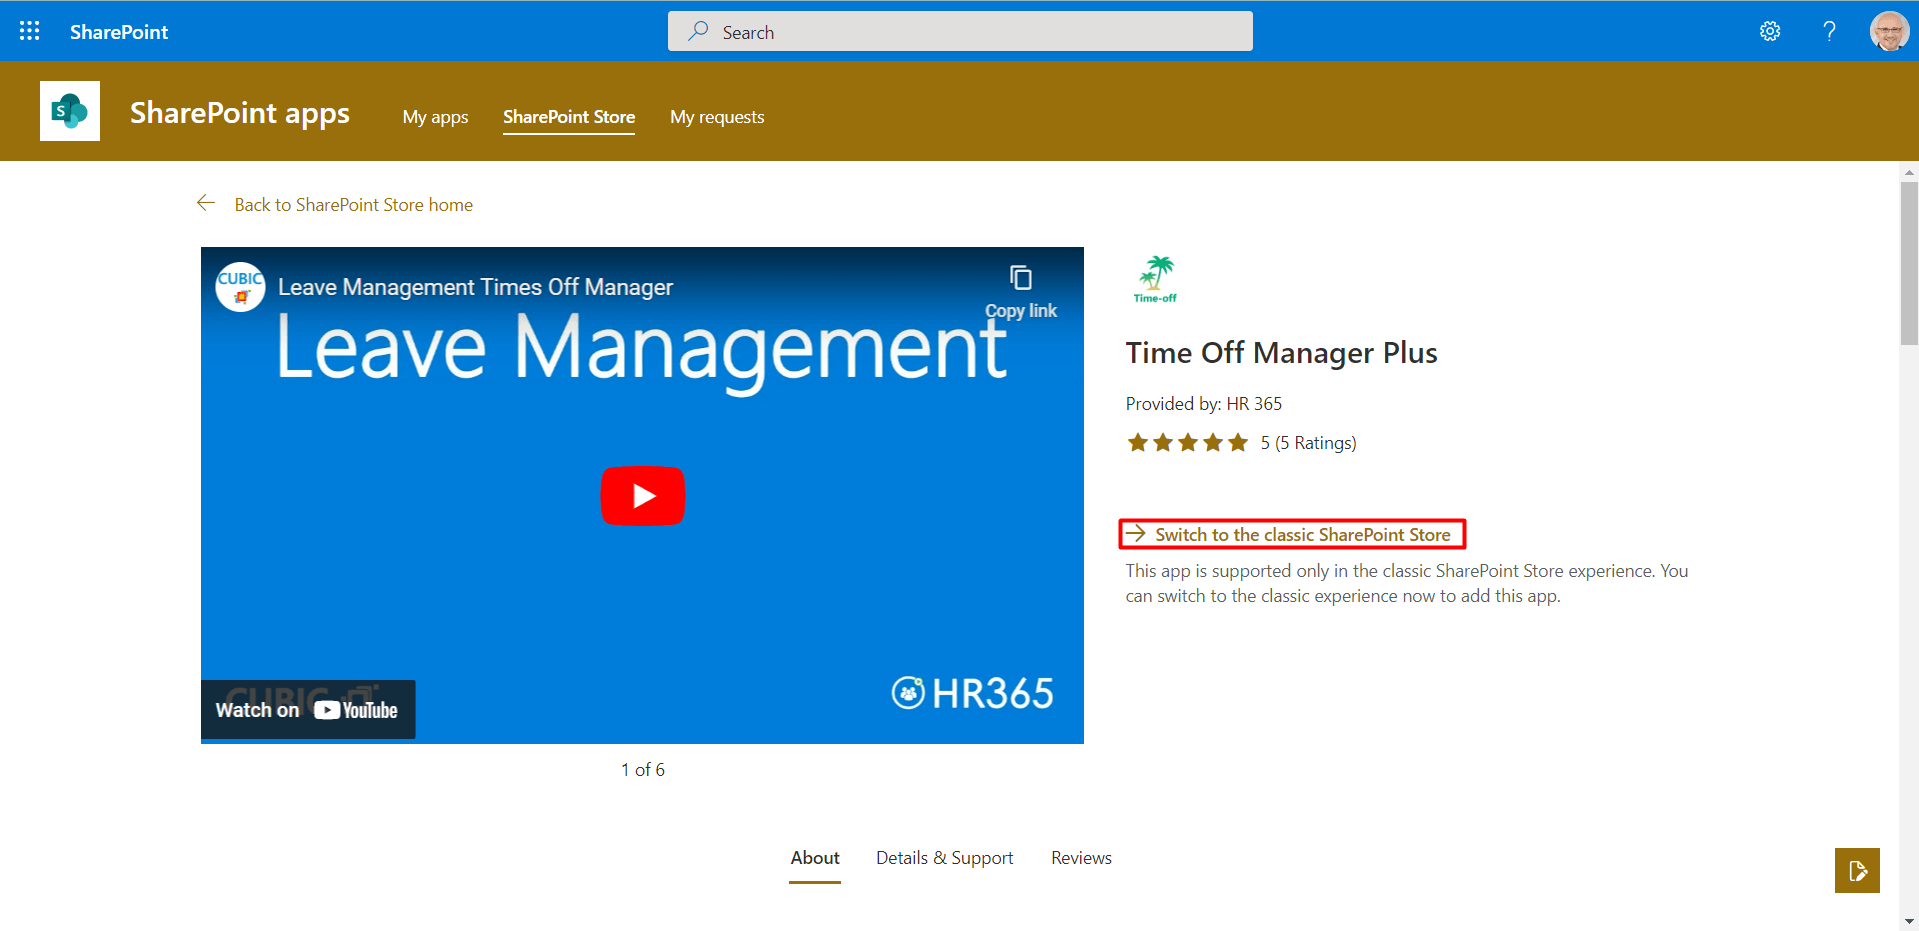 SharePoint
Search
?
S
SharePoint apps
My apps
SharePoint Store
My requests
Back to SharePoint Store home
CUBIC
Leave Management Times Off Manager
Copy link
Leave Management
Time-off
Time Off Manager Plus
Provided by: HR 365
5 (5 Ratings)
Switch to the classic SharePoint Store
This app is supported only in the classic SharePoint Store experience. You
can switch to the classic experience now to add this app.
CUBIC
Watch on YouTube
HR365
1 of 6
About
Details & Support
Reviews